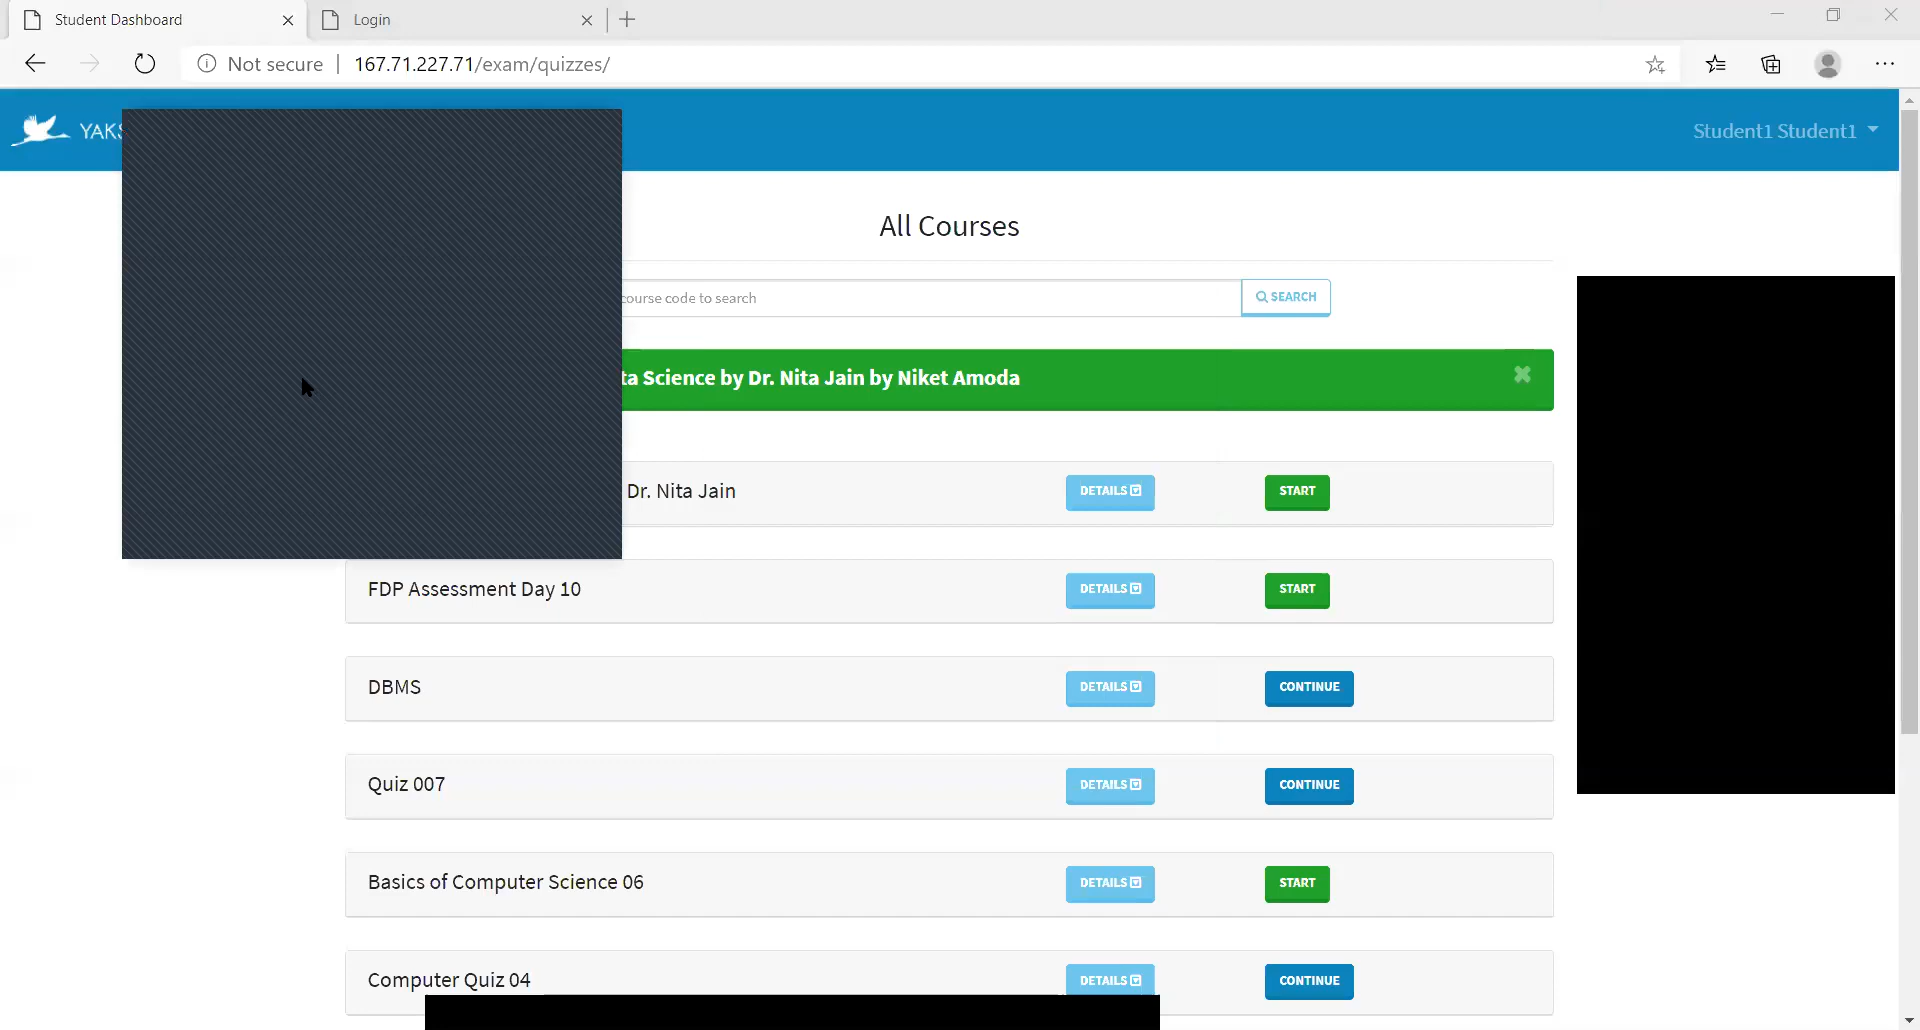 Student Dashboard
Login
Not secure
167.71.227.71/exam/quizzes/
Student1 Student1
All Courses
course code to search
SEARCH
Science by Dr. Nita Jain by Niket Amoda
Dr. Nita Jain
DETAILS
START
FDP Assessment Day 10
DETAILS
START
DBMS
DETAILS
CONTINUE
Quiz 007
DETAILS
CONTINUE
Basics of Computer Science 06
DETAILS
START
Computer Quiz 04
DETAILS
CONTINUE